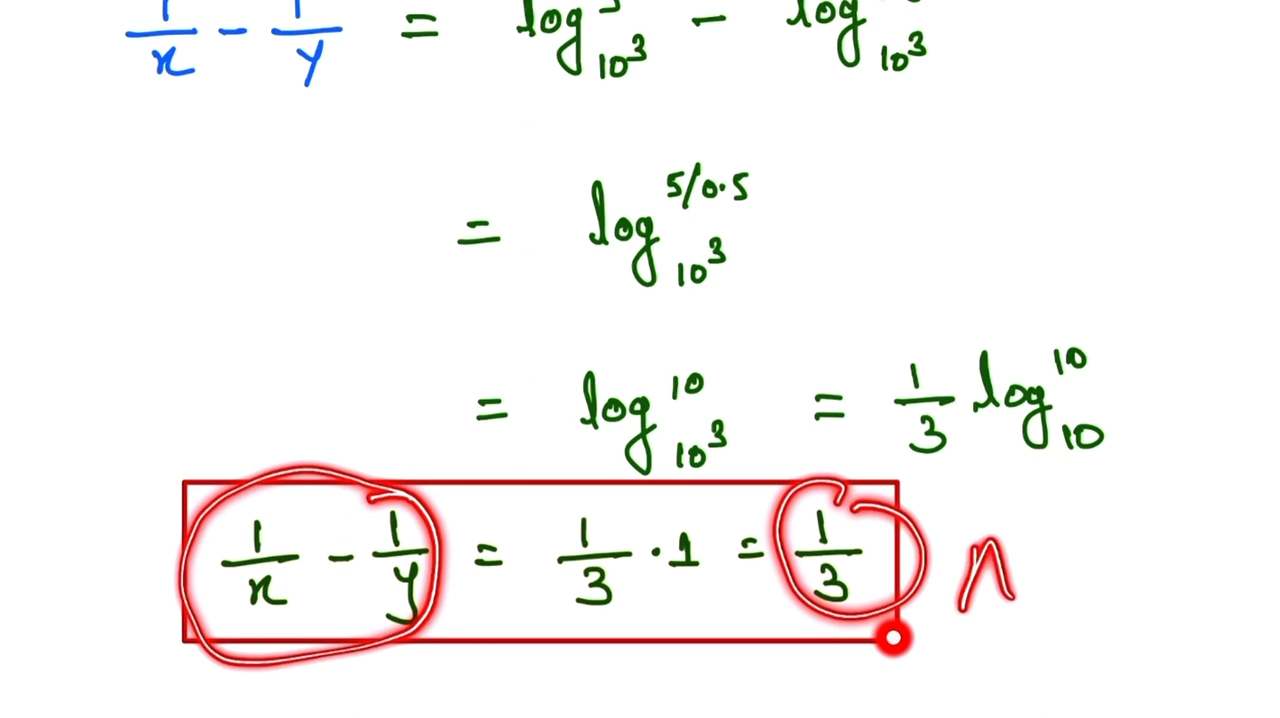 1/x - 1/y = log_{10^3} 5 - log_{10^3}
= log_{10^3} 5/0.5
= log_{10^3} 10 = 1/3 log_{10} 10
1/x - 1/y = 1/3 · 1 = 1/3